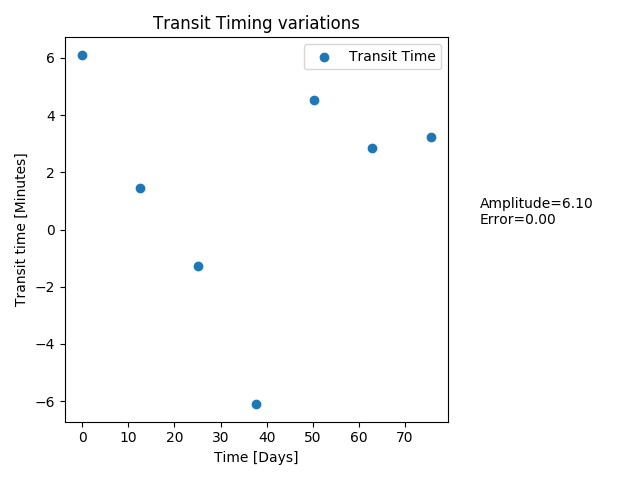 Transit Timing variations
Transit Time
Transit time [Minutes]
6
4
2
0
−2
−4
−6
Amplitude=6.10
Error=0.00
0 10 20 30 40 50 60 70
Time [Days]